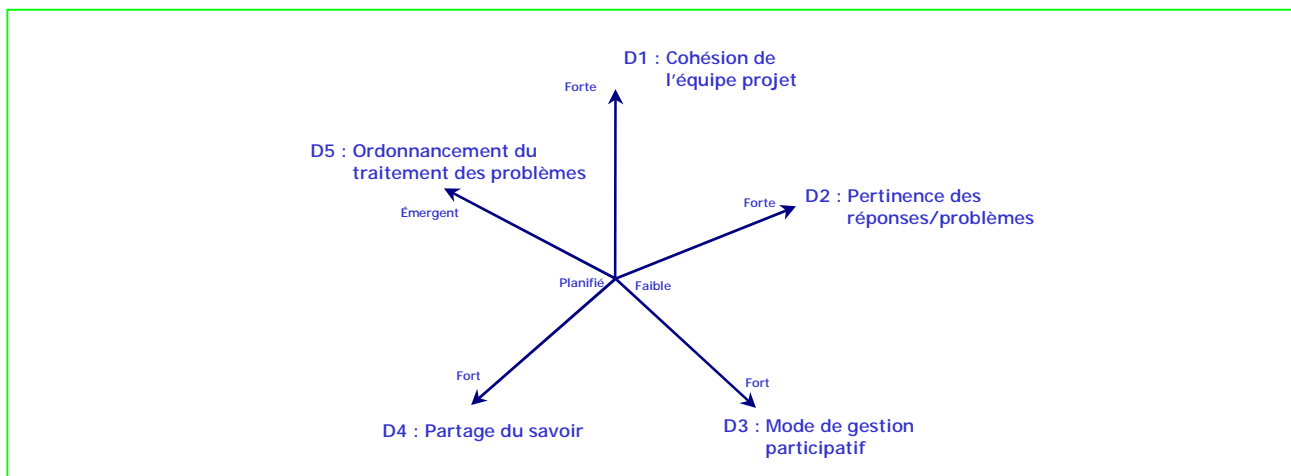 D1 : Cohésion de
l'équipe projet
Forte
D5 : Ordonnancement du
traitement des problèmes
Émergent
Forte
D2 : Pertinence des
réponses/problèmes
Planifié
Faible
Fort
Fort
D4 : Partage du savoir
D3 : Mode de gestion
participatif